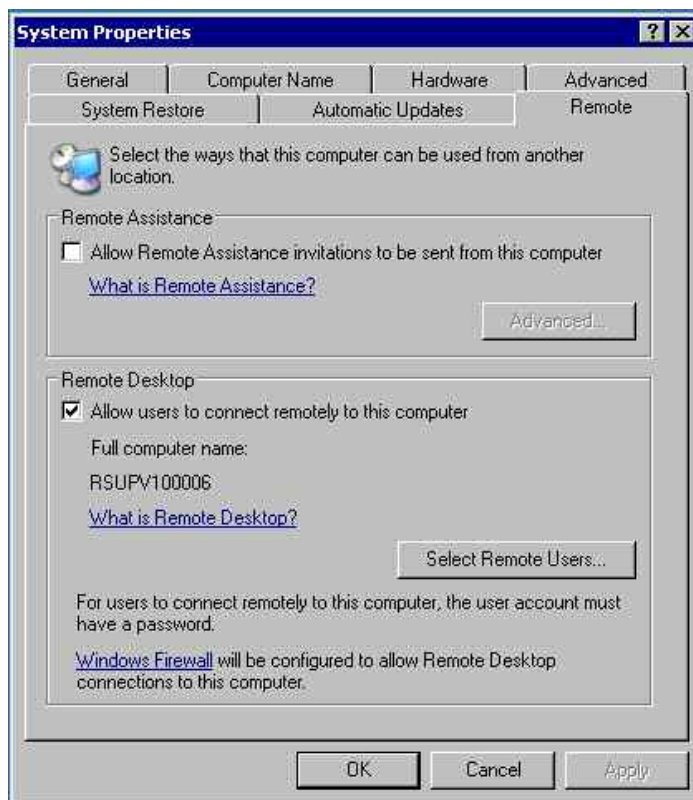 System Properties
General Computer Name Hardware Advanced
System Restore Automatic Updates Remote
Select the ways that this computer can be used from another
location.
Remote Assistance
Allow Remote Assistance invitations to be sent from this computer
What is Remote Assistance?
Advanced...
Remote Desktop
Allow users to connect remotely to this computer
Full computer name:
RSUPV100006
What is Remote Desktop?
Select Remote Users...
For users to connect remotely to this computer, the user account must
have a password.
Windows Firewall will be configured to allow Remote Desktop
connections to this computer.
OK Cancel Apply